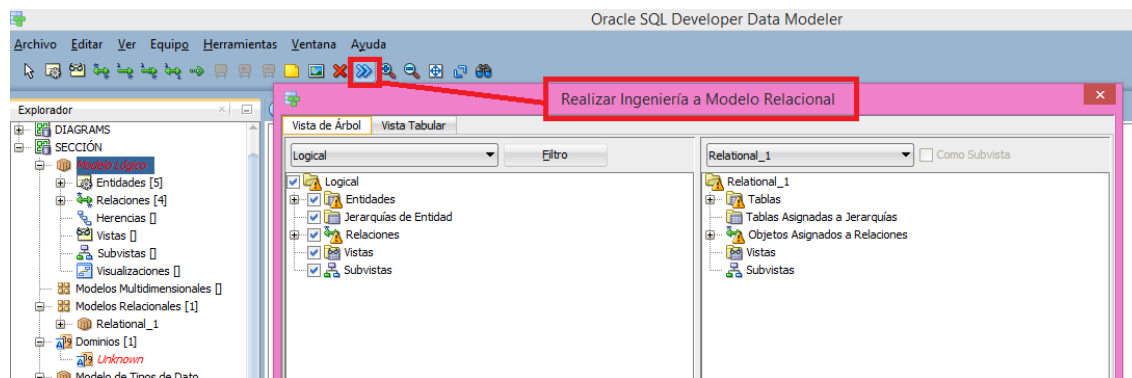 Oracle SQL Developer Data Modeler
Archivo Editar Ver Equipo Herramientas Ventana Ayuda
Realizar Ingeniería a Modelo Relacional
Explorador
DIAGRAMS
SECCIÓN
Modelo Lógico
Entidades [5]
Relaciones [4]
Herencias []
Vistas []
Subvistas []
Visualizaciones []
Modelos Multidimensionales []
Modelos Relacionales [1]
Relational_1
Dominios [1]
Unknown
Modelo de Tipos de Dato
Vista de Árbol Vista Tabular
Logical Filtro
Logical
Entidades
Jerarquías de Entidad
Relaciones
Vistas
Subvistas
Relational_1 Como Subvista
Relational_1
Tablas
Tablas Asignadas a Jerarquías
Objetos Asignados a Relaciones
Vistas
Subvistas